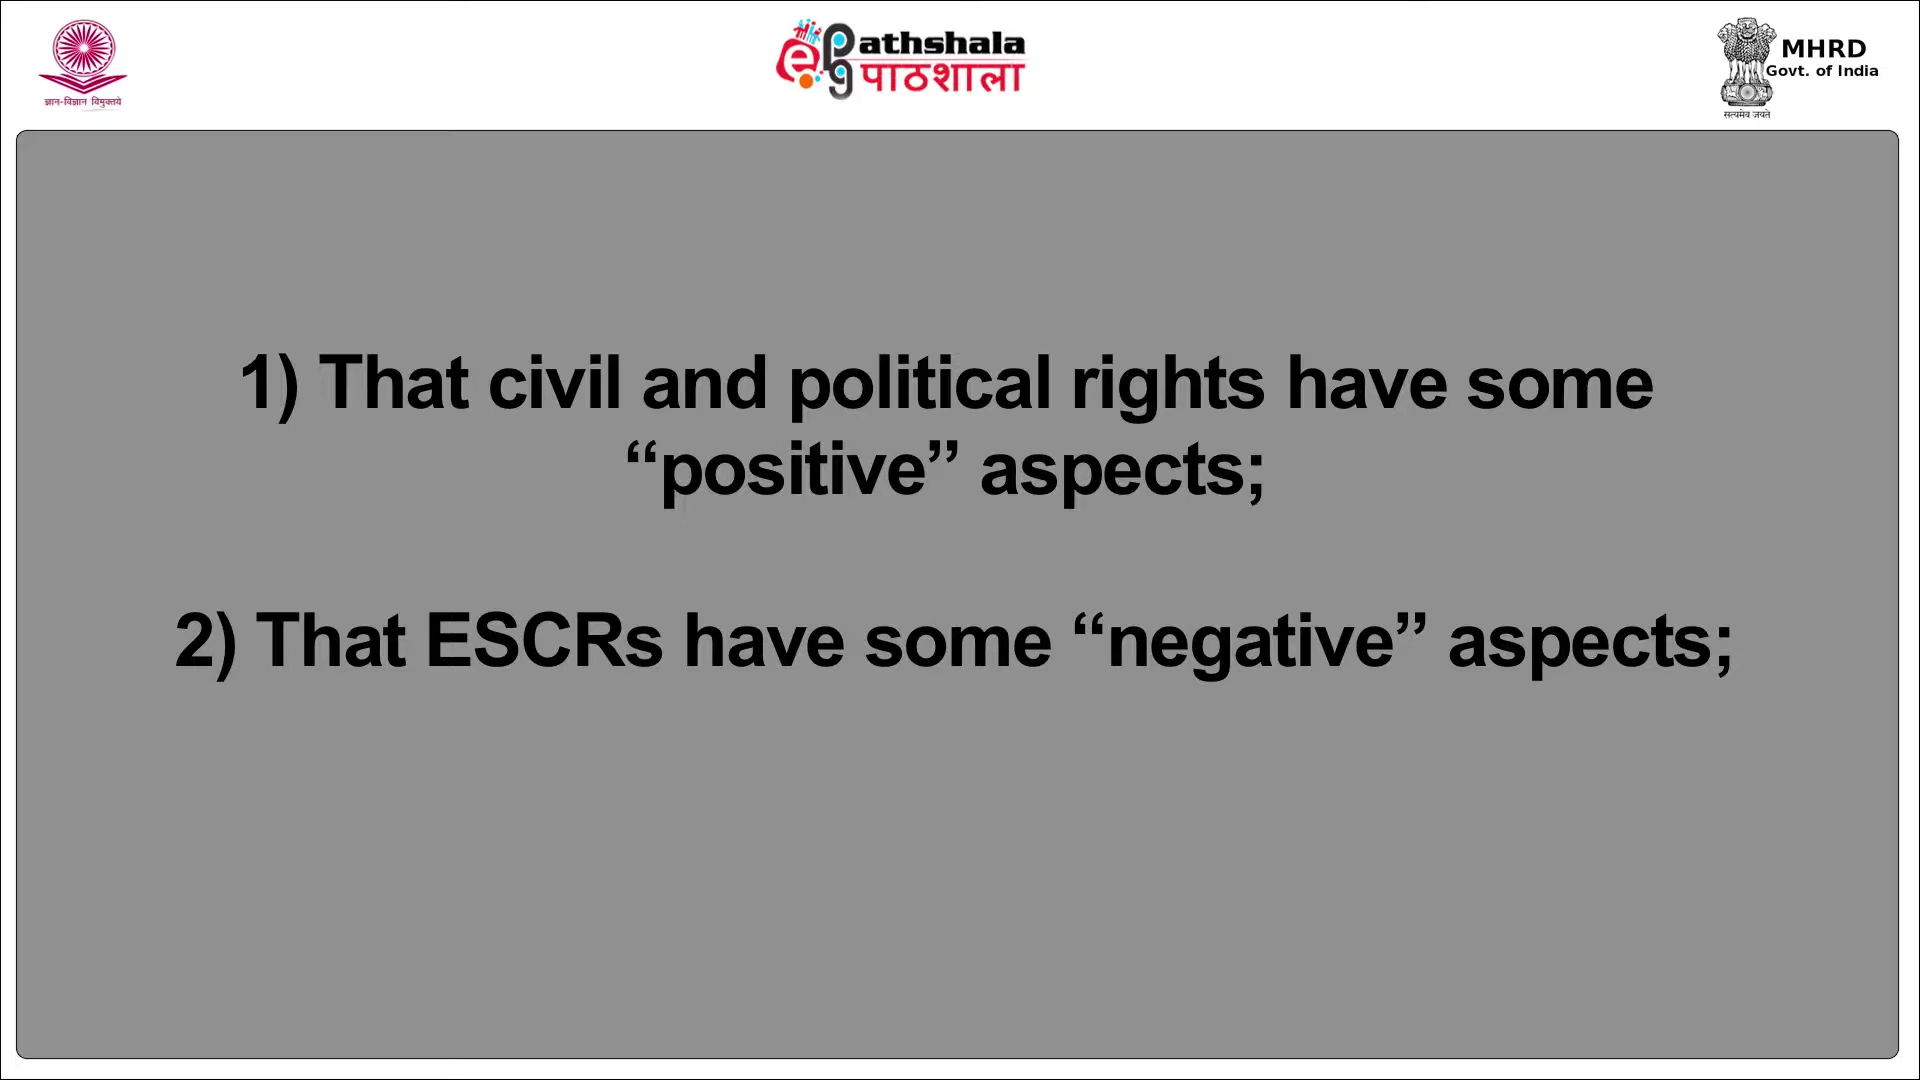 ज्ञान-विज्ञान विमुक्तये
ePG athshala
पाठशाला
MHRD
Govt. of India
सत्यमेव जयते
1) That civil and political rights have some
“positive” aspects;
2) That ESCRs have some “negative” aspects;